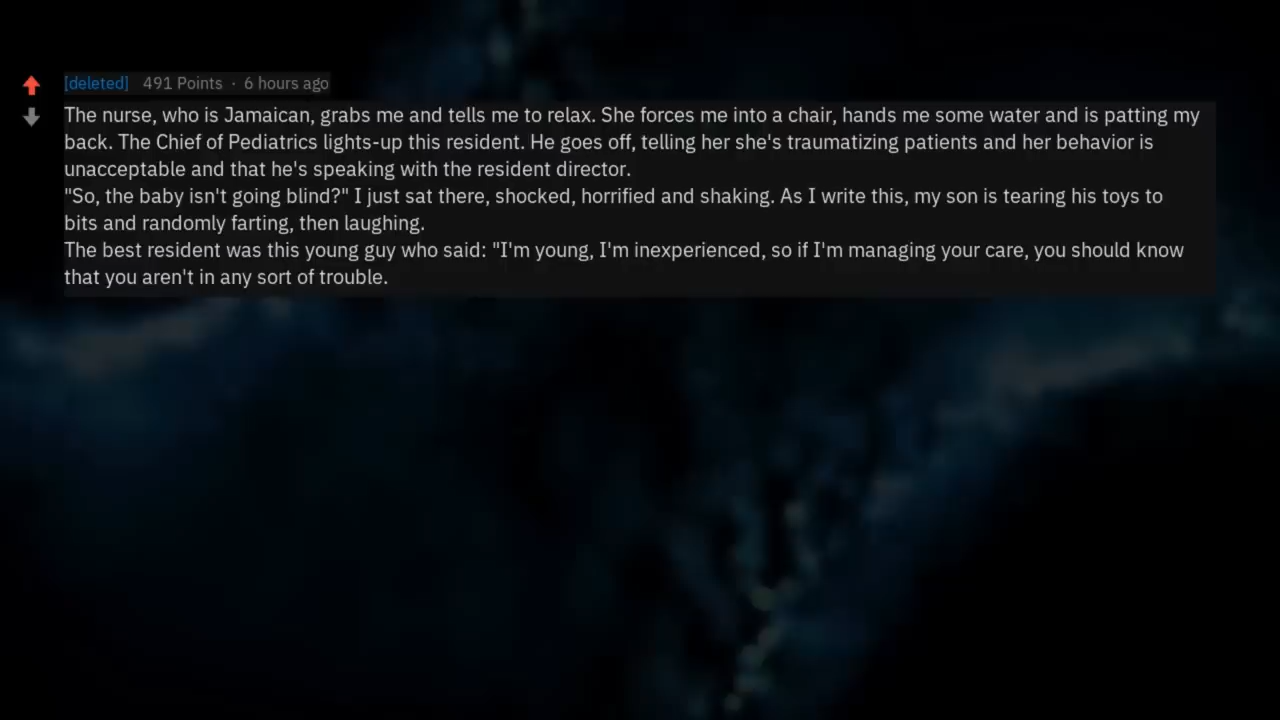 [deleted] 491 Points · 6 hours ago
The nurse, who is Jamaican, grabs me and tells me to relax. She forces me into a chair, hands me some water and is patting my
back. The Chief of Pediatrics lights-up this resident. He goes off, telling her she's traumatizing patients and her behavior is
unacceptable and that he's speaking with the resident director.
"So, the baby isn't going blind?" I just sat there, shocked, horrified and shaking. As I write this, my son is tearing his toys to
bits and randomly farting, then laughing.
The best resident was this young guy who said: "I'm young, I'm inexperienced, so if I'm managing your care, you should know
that you aren't in any sort of trouble.